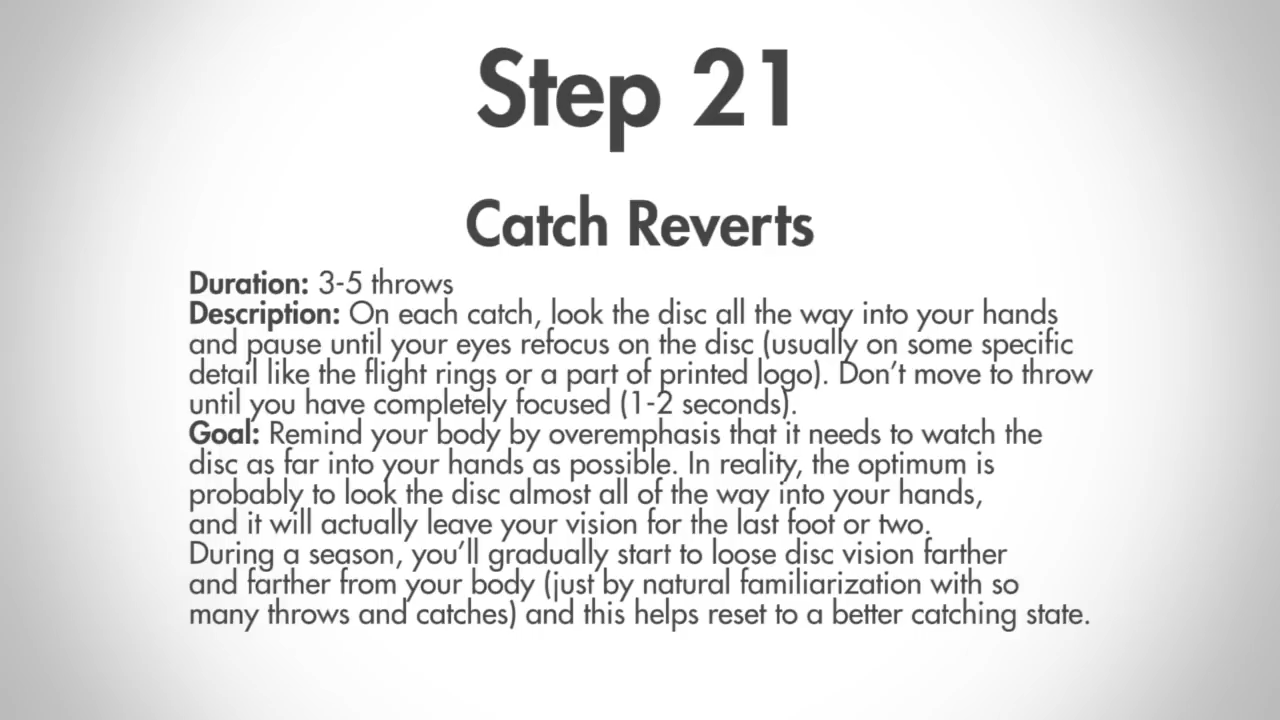 Step 21
Catch Reverts
Duration: 3-5 throws
Description: On each catch, look the disc all the way into your hands
and pause until your eyes refocus on the disc (usually on some specific
detail like the flight rings or a part of printed logo). Don’t move to throw
until you have completely focused (1-2 seconds).
Goal: Remind your body by overemphasis that it needs to watch the
disc as far into your hands as possible. In reality, the optimum is
probably to look the disc almost all of the way into your hands,
and it will actually leave your vision for the last foot or two.
During a season, you’ll gradually start to loose disc vision farther
and farther from your body (just by natural familiarization with so
many throws and catches) and this helps reset to a better catching state.